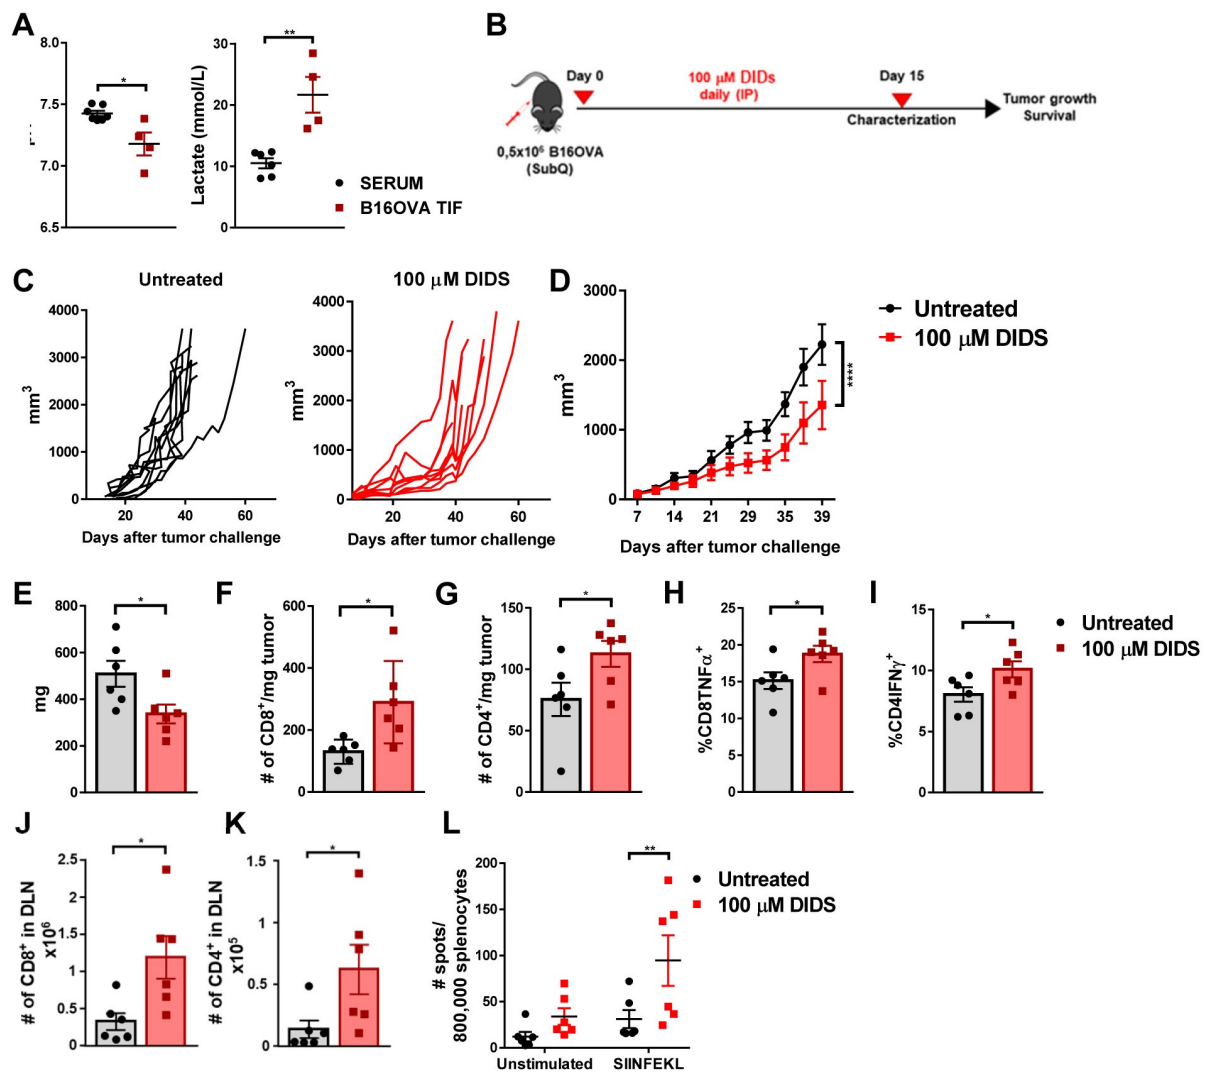 A
8.0
7.5
7.0
6.5
*
Lactate (mmol/L)
30
20
10
0
**
SERUM
B16OVA TIF
B
Day 0
100 μM DIDs
daily (IP)
Day 15
Characterization
Tumor growth
Survival
0,5x10⁶ B16OVA
(SubQ)
C
Untreated
mm³
4000
3000
2000
1000
0
20
40
60
Days after tumor challenge
100 μM DIDS
mm³
4000
3000
2000
1000
0
20
40
60
Days after tumor challenge
D
mm³
3000
2000
1000
0
7
14
21
29
35
39
Days after tumor challenge
****
Untreated
100 μM DIDS
E
mg
800
600
400
200
0
*
F
# of CD8⁺/mg tumor
600
400
200
0
*
G
# of CD4⁺/mg tumor
150
100
50
0
*
H
%CD8TNFα⁺
25
20
15
10
5
0
*
I
%CD4IFNγ⁺
15
10
5
0
*
Untreated
100 μM DIDS
J
# of CD8⁺ in DLN
x10⁶
2.5
2
1.5
1
0.5
0
*
K
# of CD4⁺ in DLN
x10⁵
1.5
1
0.5
0
*
L
# spots/
800,000 splenocytes
200
150
100
50
0
**
Unstimulated
SIINFEKL
Untreated
100 μM DIDS